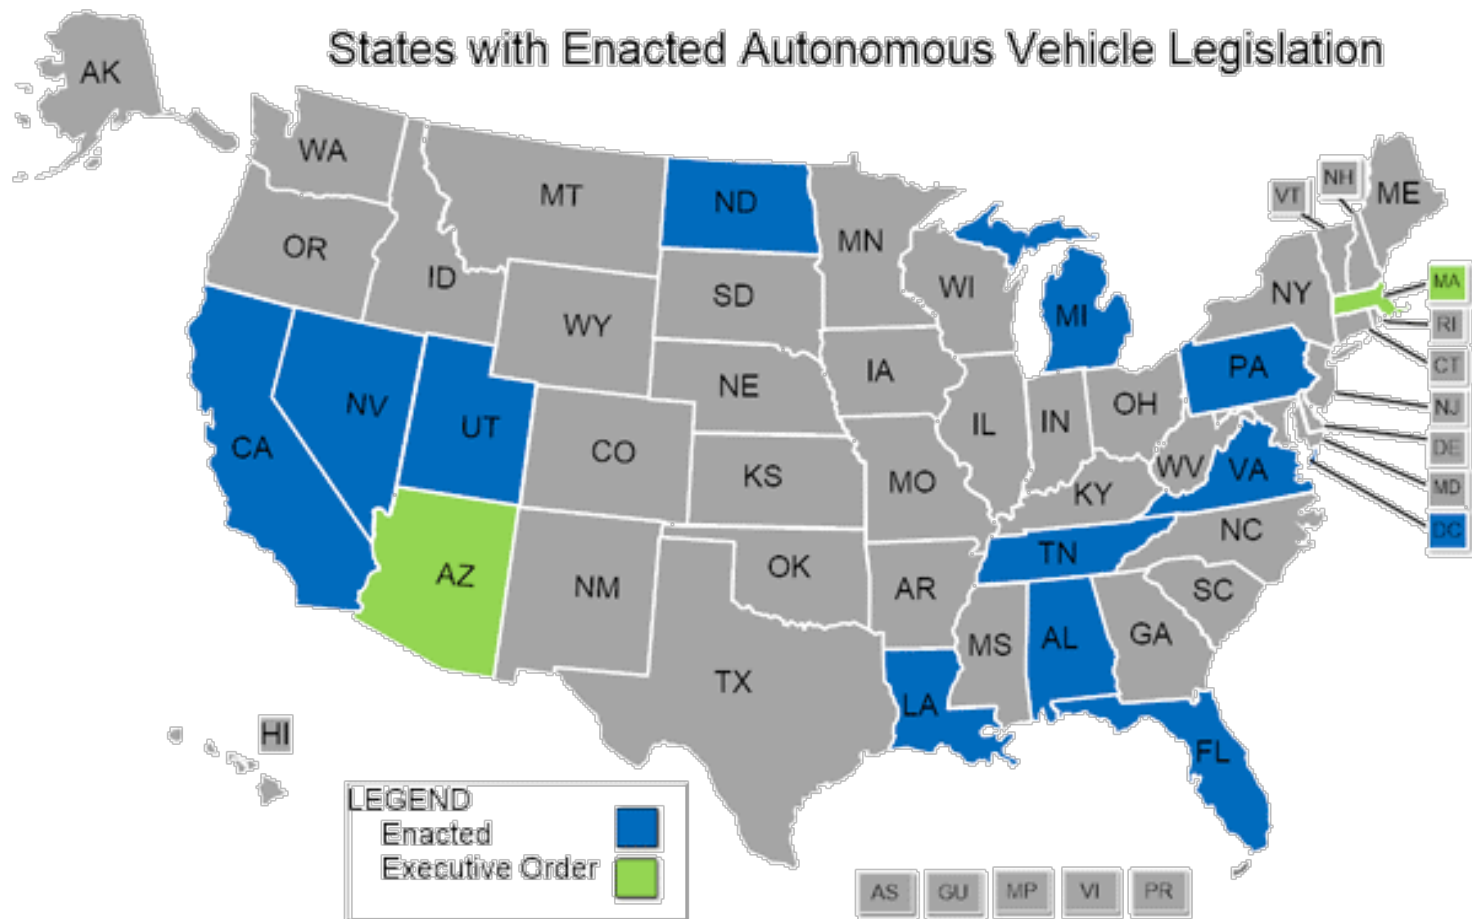 States with Enacted Autonomous Vehicle Legislation
AK
WA
MT
ND
MN
VT
NH
ME
OR
ID
SD
WI
MI
NY
MA
WY
RI
IA
PA
CT
NE
NV
UT
CO
IL
IN
OH
NJ
CA
KS
MO
WV
VA
DE
KY
MD
NC
DC
TN
AZ
NM
OK
AR
SC
MS
AL
GA
TX
LA
HI
FL
LEGEND
Enacted
Executive Order
AS
GU
MP
VI
PR